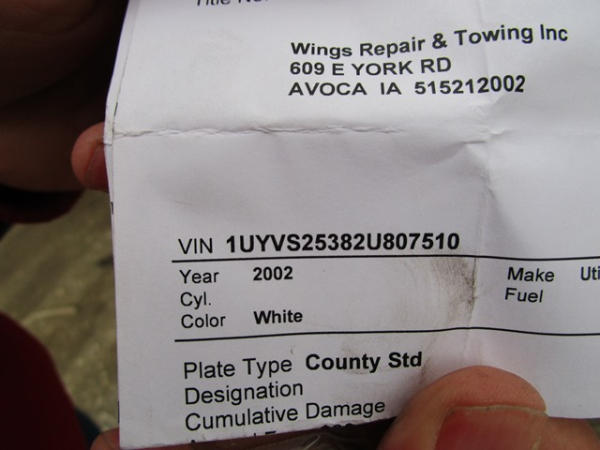 Wings Repair & Towing Inc
609 E YORK RD
AVOCA IA 515212002
VIN 1UYVS25382U807510
Year 2002 Make Uti
Cyl. Fuel
Color White
Plate Type County Std
Designation
Cumulative Damage